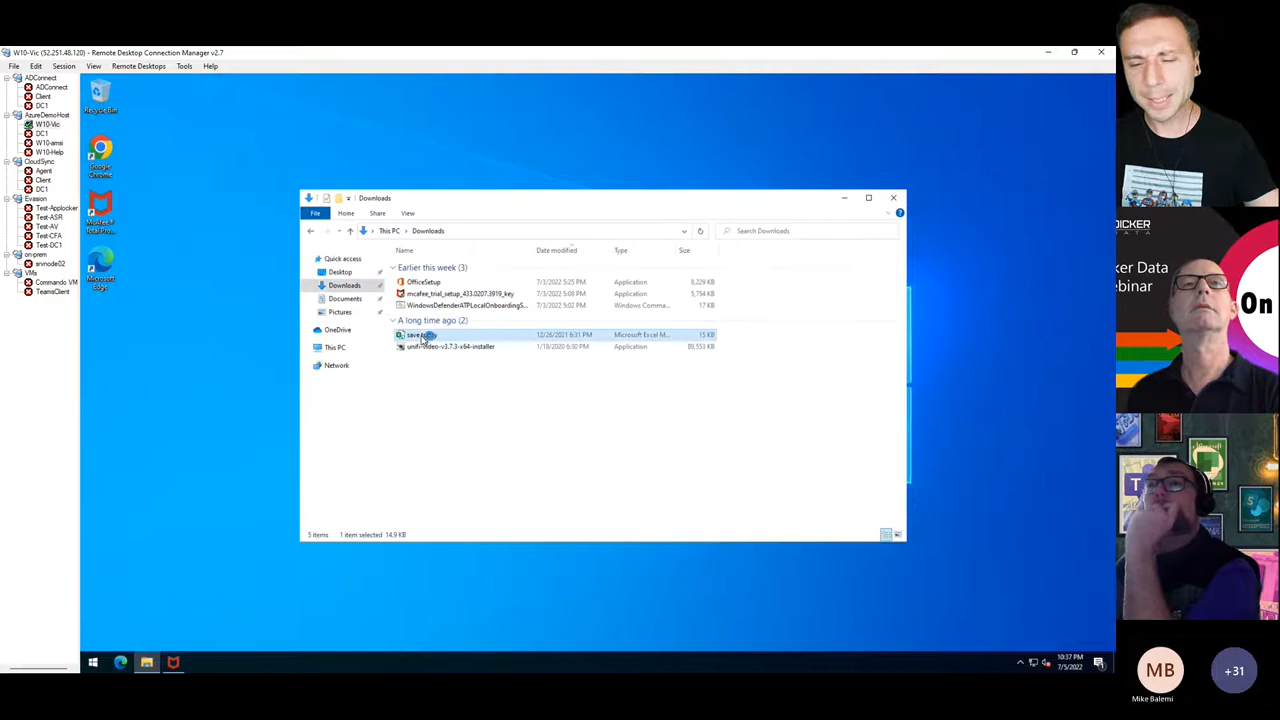 W10-Vic (52.251.48.120) - Remote Desktop Connection Manager v2.7
File Edit Session View Remote Desktops Tools Help
ADConnect
ADConnect
Client
DC1
AzureDemoHost
W10-Vic
DC1
W10-amsi
W10-Help
CloudSync
Agent
Client
DC1
Evasion
Test-Applocker
Test-ASR
Test-AV
Test-CFA
Test-DC1
on-prem
srvnode02
VMs
Commando VM
TeamsClient
Recycle Bin
Google Chrome
McAfee®
Microsoft Edge
Downloads
File Home Share View
This PC Downloads
Search Downloads
Quick access
Desktop
Downloads
Documents
Pictures
OneDrive
This PC
Network
Name Date modified Type Size
Earlier this week (3)
OfficeSetup 7/3/2022 5:25 PM Application 8,229 KB
mcafee_trial_setup_433.0207.3919_key 7/3/2022 5:08 PM Application 5,754 KB
WindowsDefenderATPLocalOnboardingS... 7/3/2022 5:02 PM Windows Comma... 17 KB
A long time ago (2)
12/26/2021 6:31 PM Microsoft Excel M... 15 KB
unifi-video-v3.7.3-x64-installer 1/18/2020 6:30 PM Application 89,553 KB
5 items 1 item selected 14.9 KB
10:37 PM
7/5/2022
DICKER
DATA
ker Data
ebinar
On
MB
Mike Balemi
+31